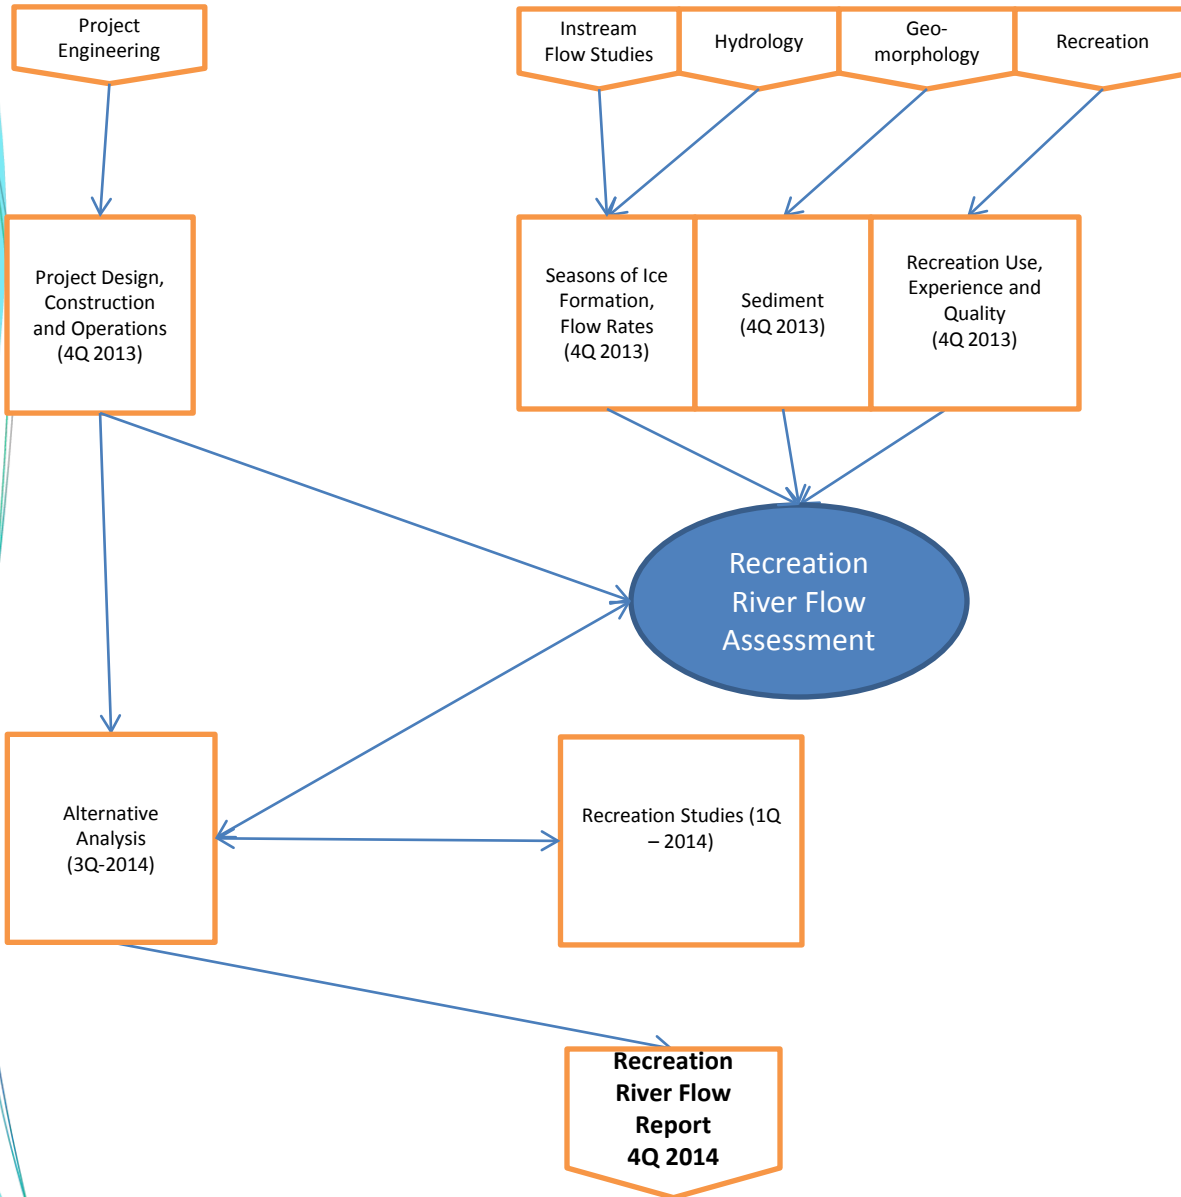 Project
Engineering
Instream
Flow Studies
Hydrology
Geo-
morphology
Recreation
Project Design,
Construction
and Operations
(4Q 2013)
Seasons of Ice
Formation,
Flow Rates
(4Q 2013)
Sediment
(4Q 2013)
Recreation Use,
Experience and
Quality
(4Q 2013)
Recreation
River Flow
Assessment
Alternative
Analysis
(3Q-2014)
Recreation Studies (1Q
– 2014)
Recreation
River Flow
Report
4Q 2014